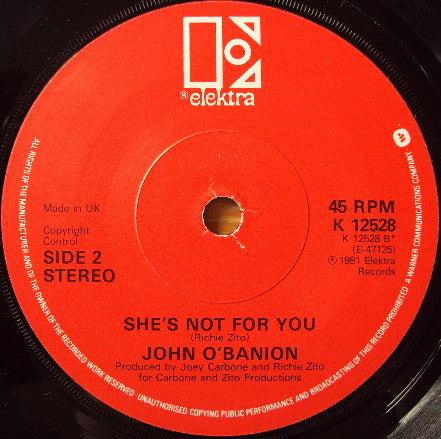 ® elektra
Made in UK
Copyright
Control
SIDE 2
STEREO
45 RPM
K 12528
K 12528 B*
(E-47125)
℗ 1981 Elektra
Records
SHE'S NOT FOR YOU
(Richie Zito)
JOHN O'BANION
Produced by Joey Carbone and Richie Zito
for Carbone and Zito Productions
ALL RIGHTS OF THE MANUFACTURER AND OF THE OWNER OF THE RECORDED WORK RESERVED UNAUTHORISED COPYING PUBLIC PERFORMANCE AND BROADCASTING OF THIS RECORD PROHIBITED A WARNER COMMUNICATIONS COMPANY